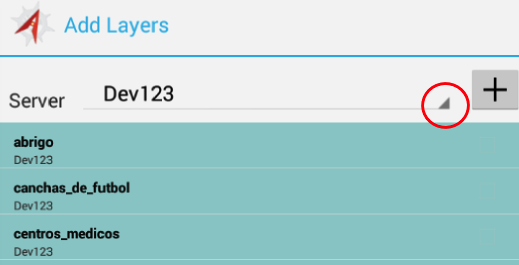 Add Layers
Server Dev123 +
abrigo
Dev123
canchas_de_futbol
Dev123
centros_medicos
Dev123